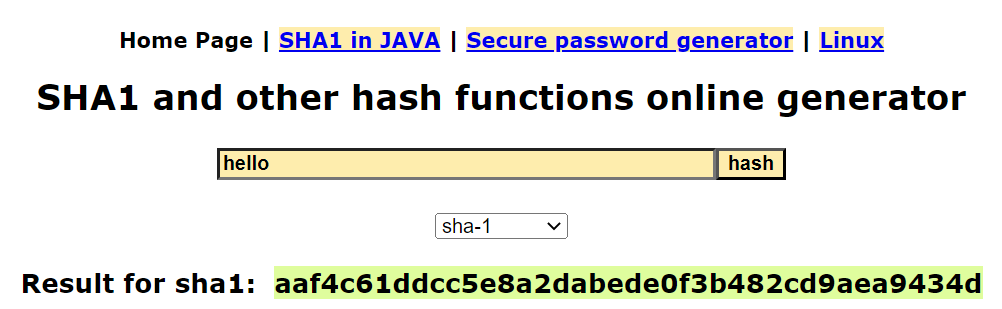 Home Page | SHA1 in JAVA | Secure password generator | Linux
SHA1 and other hash functions online generator
hello hash
sha-1
Result for sha1: aaf4c61ddcc5e8a2dabede0f3b482cd9aea9434d